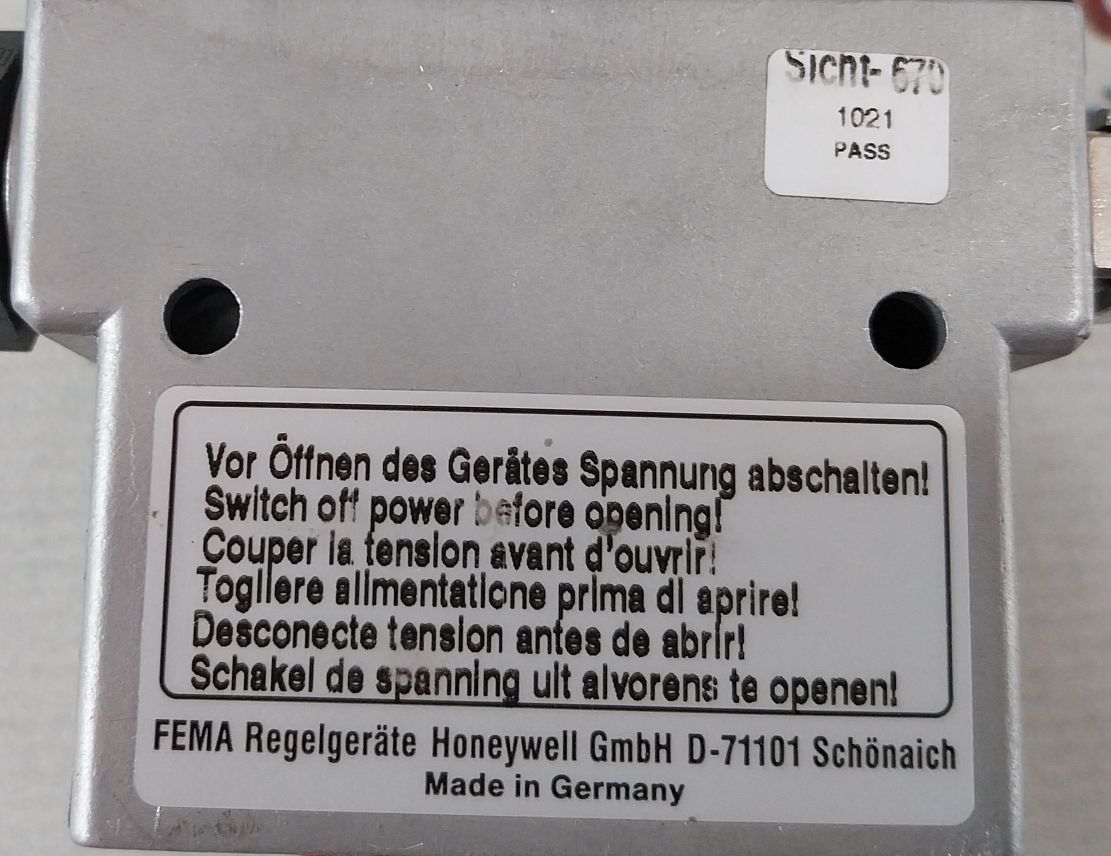 Sicht- 670
1021
PASS
Vor Öffnen des Gerätes Spannung abschalten!
Switch off power before opening!
Couper la tension avant d'ouvrir!
Togliere alimentatione prima di aprire!
Desconecte tension antes de abrir!
Schakel de spanning uit alvorens te openen!
FEMA Regelgeräte Honeywell GmbH D-71101 Schönaich
Made in Germany